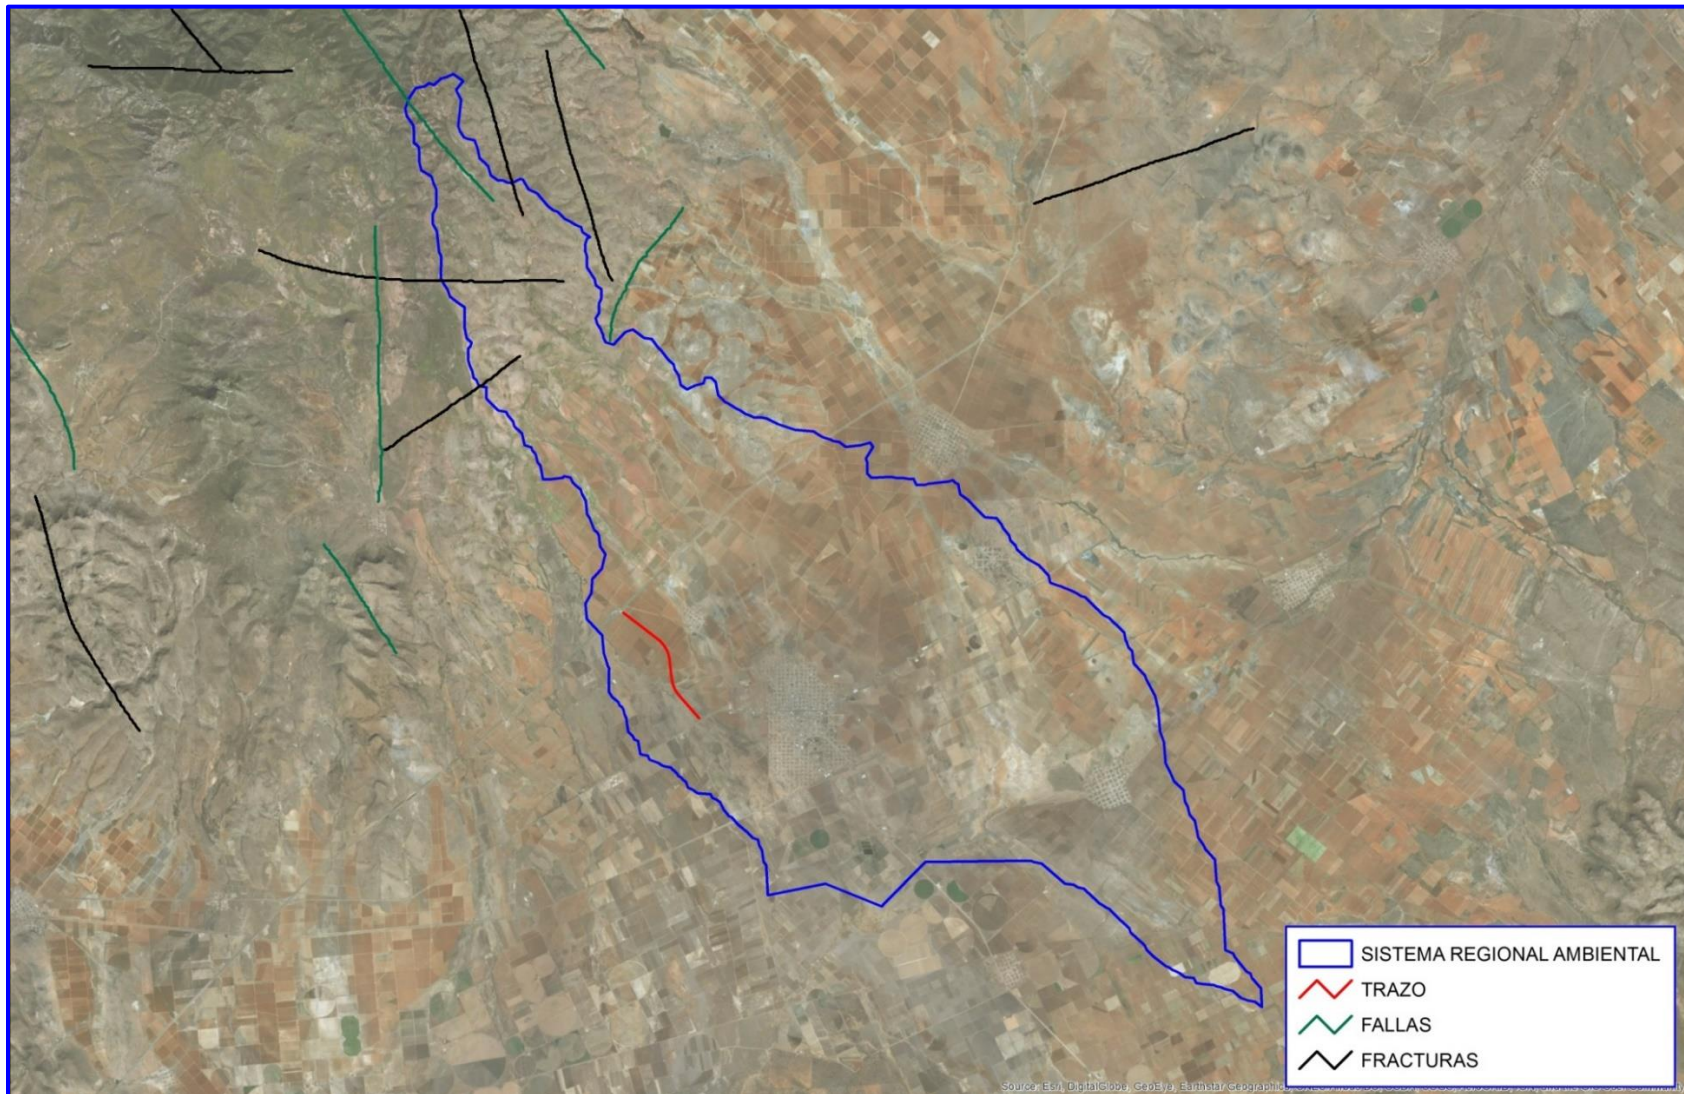 SISTEMA REGIONAL AMBIENTAL
TRAZO
FALLAS
FRACTURAS
Source: Esri, DigitalGlobe, GeoEye, Earthstar Geographics,